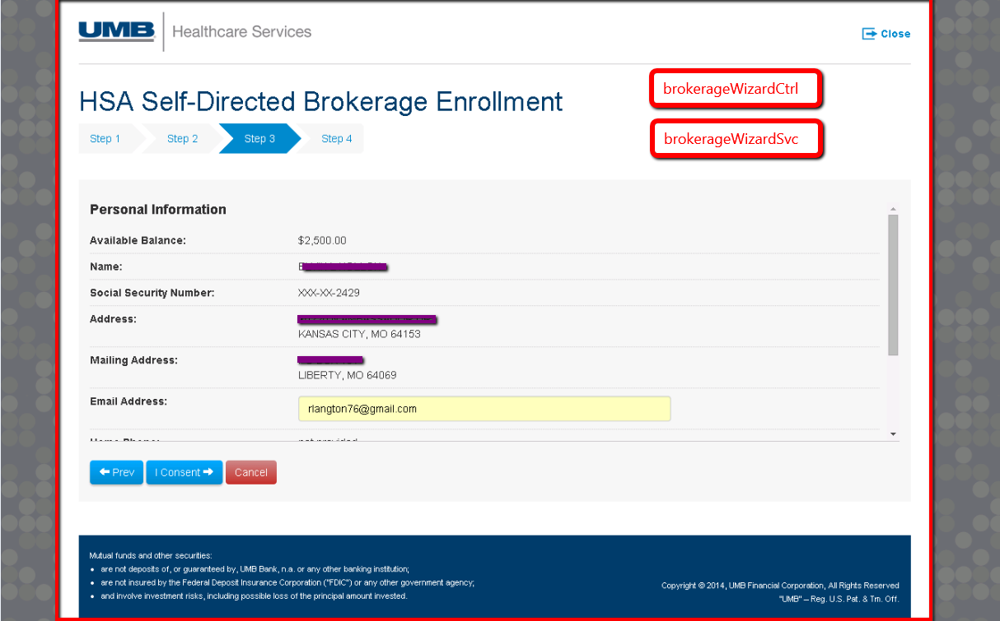 UMB Healthcare Services
Close
brokerageWizardCtrl
HSA Self-Directed Brokerage Enrollment
brokerageWizardSvc
Step 1 Step 2 Step 3 Step 4
Personal Information
Available Balance: $2,500.00
Name:
Social Security Number: XXX-XX-2429
Address:
KANSAS CITY, MO 64153
Mailing Address:
LIBERTY, MO 64069
Email Address: rlangton76@gmail.com
Prev I Consent Cancel
Mutual funds and other securities:
• are not deposits of, or guaranteed by, UMB Bank, n.a. or any other banking institution;
• are not insured by the Federal Deposit Insurance Corporation ("FDIC") or any other government agency;
• and involve investment risks, including possible loss of the principal amount invested.
Copyright © 2014, UMB Financial Corporation, All Rights Reserved
"UMB" – Reg. U.S. Pat. & Tm. Off.